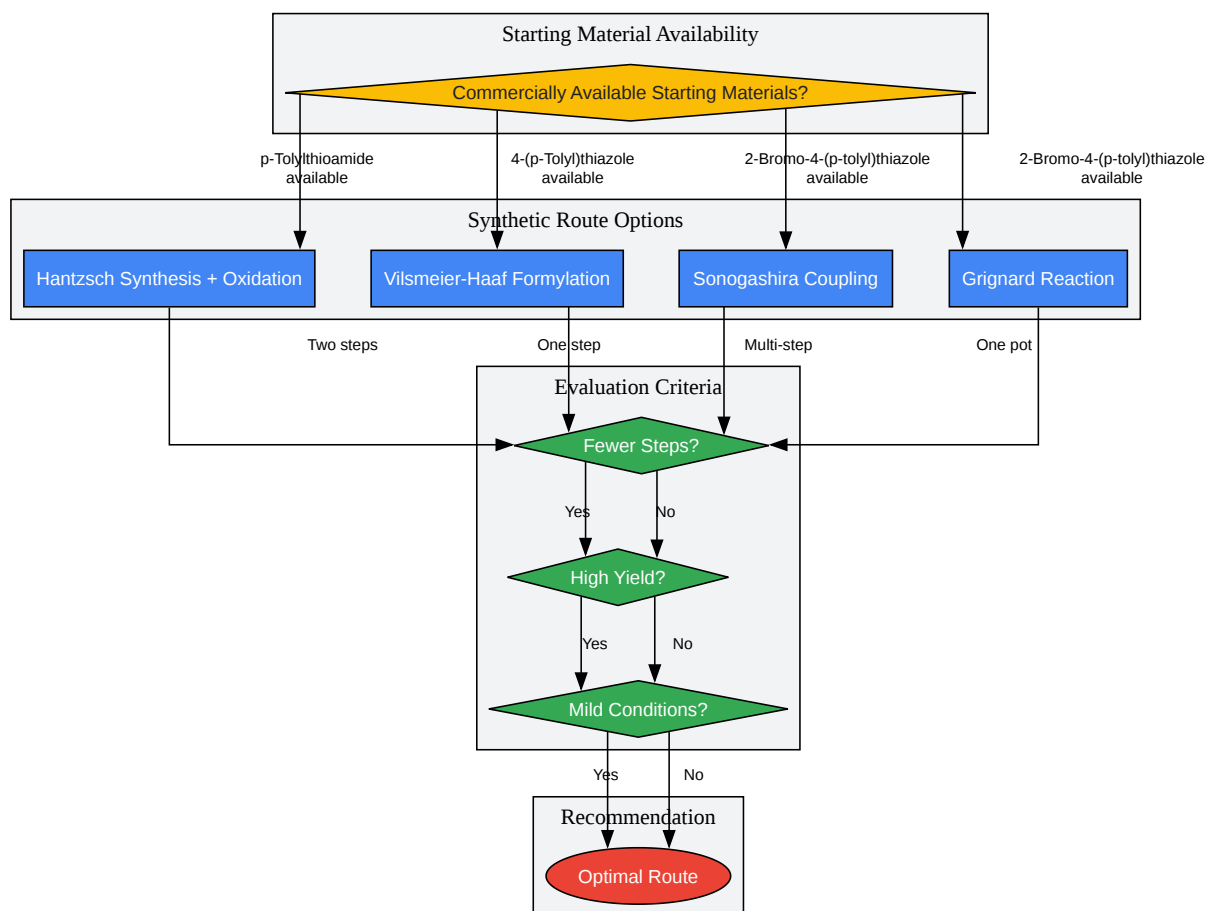 Starting Material Availability
Commercially Available Starting Materials?
p-Tolylthioamide
available
4-(p-Tolyl)thiazole
available
2-Bromo-4-(p-tolyl)thiazole
available
2-Bromo-4-(p-tolyl)thiazole
available
Synthetic Route Options
Hantzsch Synthesis + Oxidation
Vilsmeier-Haaf Formylation
Sonogashira Coupling
Grignard Reaction
Two steps
One step
Multi-step
One pot
Evaluation Criteria
Fewer Steps?
Yes
No
High Yield?
Yes
No
Mild Conditions?
Yes
No
Recommendation
Optimal Route